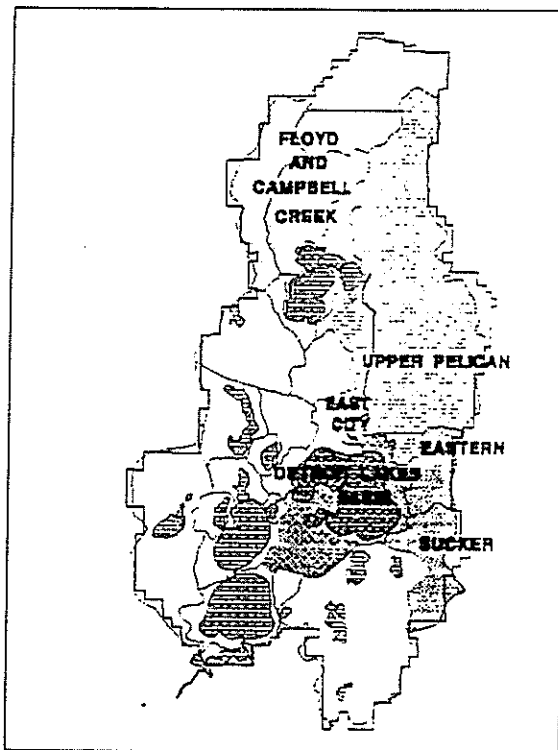 FLOYD
AND
CAMPBELL
CREEK
UPPER PELICAN
EAST
CITY
EASTERN
DETROIT LAKES
SUCKER